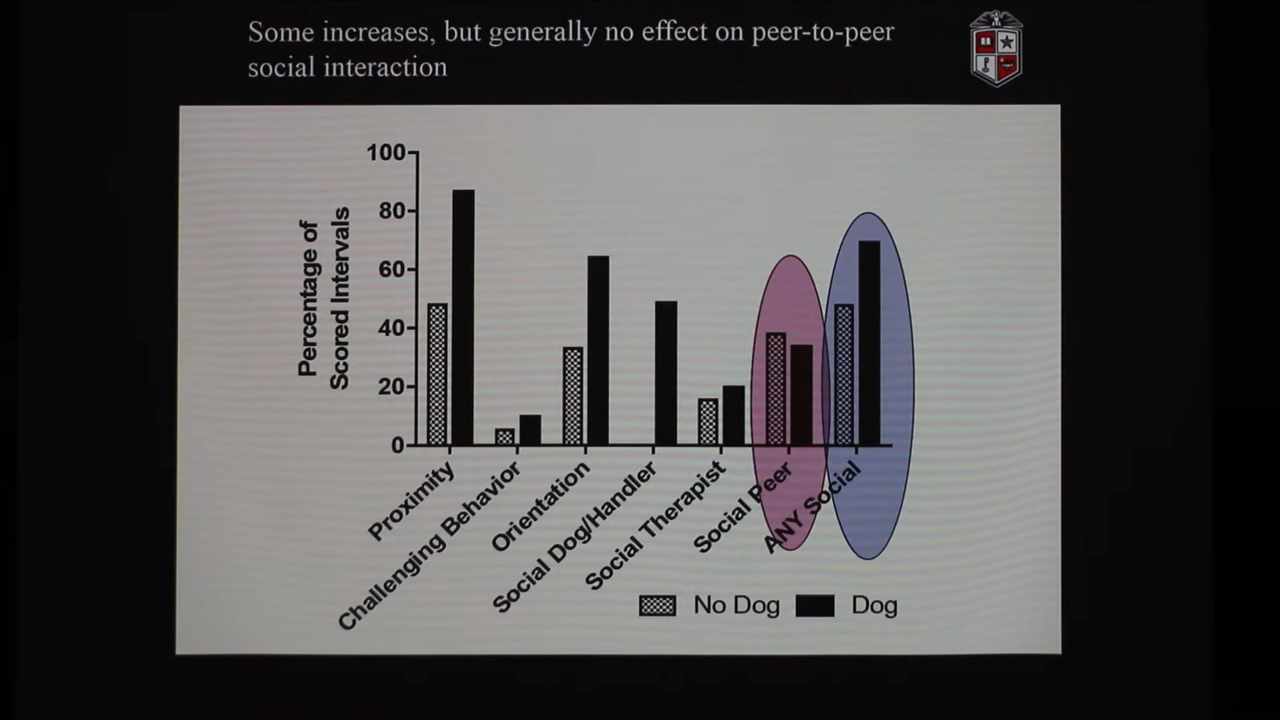 Some increases, but generally no effect on peer-to-peer
social interaction
100
80
60
40
20
0
Percentage of
Scored Intervals
Proximity
Challenging Behavior
Orientation
Social Dog/Handler
Social Therapist
Social Peer
ANY Social
No Dog
Dog